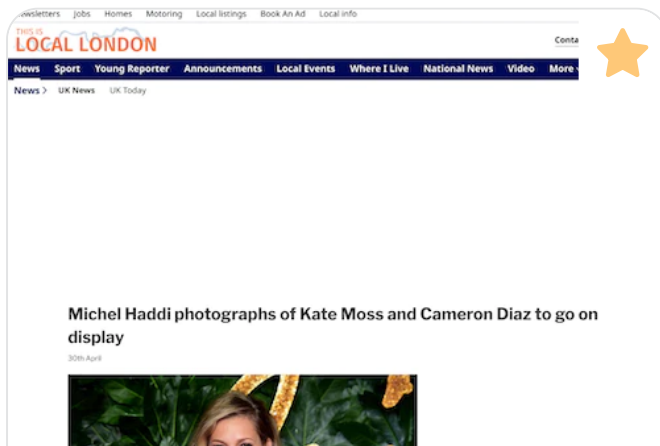 Jobs Homes Motoring Local listings Book An Ad Local info
THIS IS
LOCAL LONDON
News Sport Young Reporter Announcements Local Events Where I Live National News Video More
News UK News UK Today
Michel Haddi photographs of Kate Moss and Cameron Diaz to go on
display
30th April